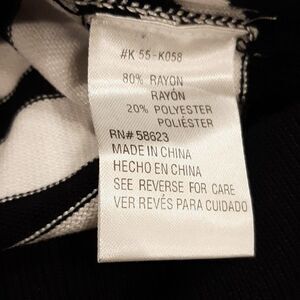 #K 55-K058
80% RAYON
RAYÓN
20% POLYESTER
POLIÉSTER
RN# 58623
MADE IN CHINA
HECHO EN CHINA
SEE REVERSE FOR CARE
VER REVÉS PARA CUIDADO